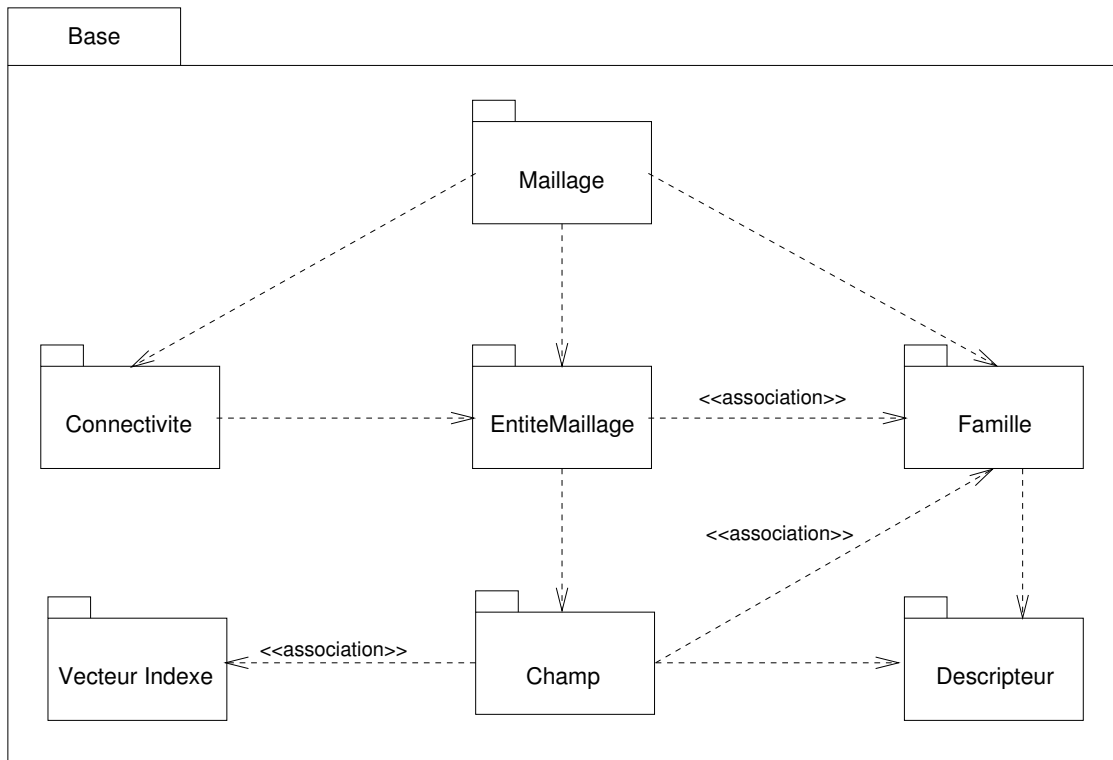 Base
Maillage
Connectivite
EntiteMaillage
<<association>>
Famille
<<association>>
Vecteur Indexe
<<association>>
Champ
Descripteur